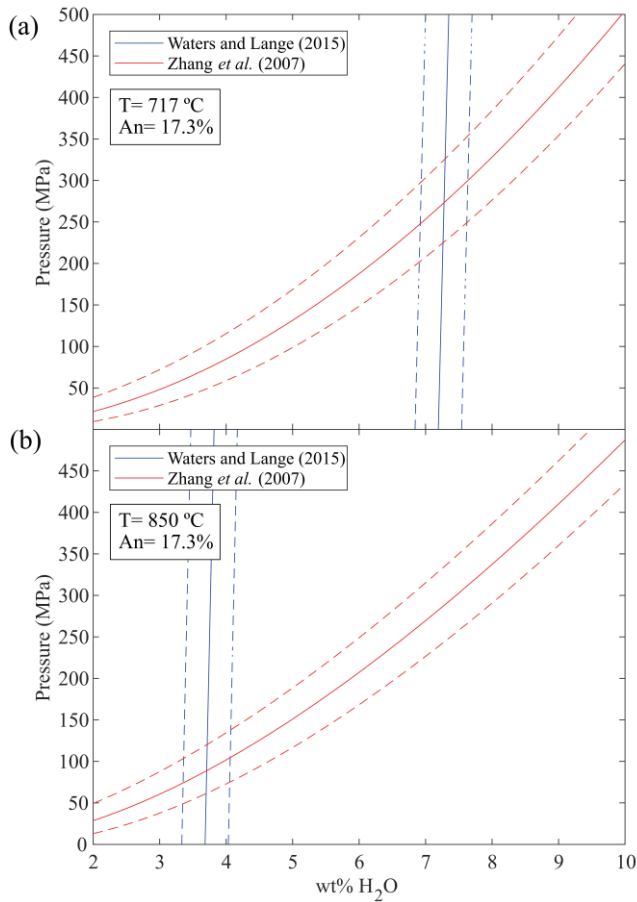 (a)
500
450
400
350
300
250
200
150
100
50
Pressure (MPa)
Waters and Lange (2015)
Zhang et al. (2007)
T= 717 ºC
An= 17.3%
(b)
450
400
350
300
250
200
150
100
50
0
Pressure (MPa)
Waters and Lange (2015)
Zhang et al. (2007)
T= 850 ºC
An= 17.3%
2 3 4 5 6 7 8 9 10
wt% H₂O